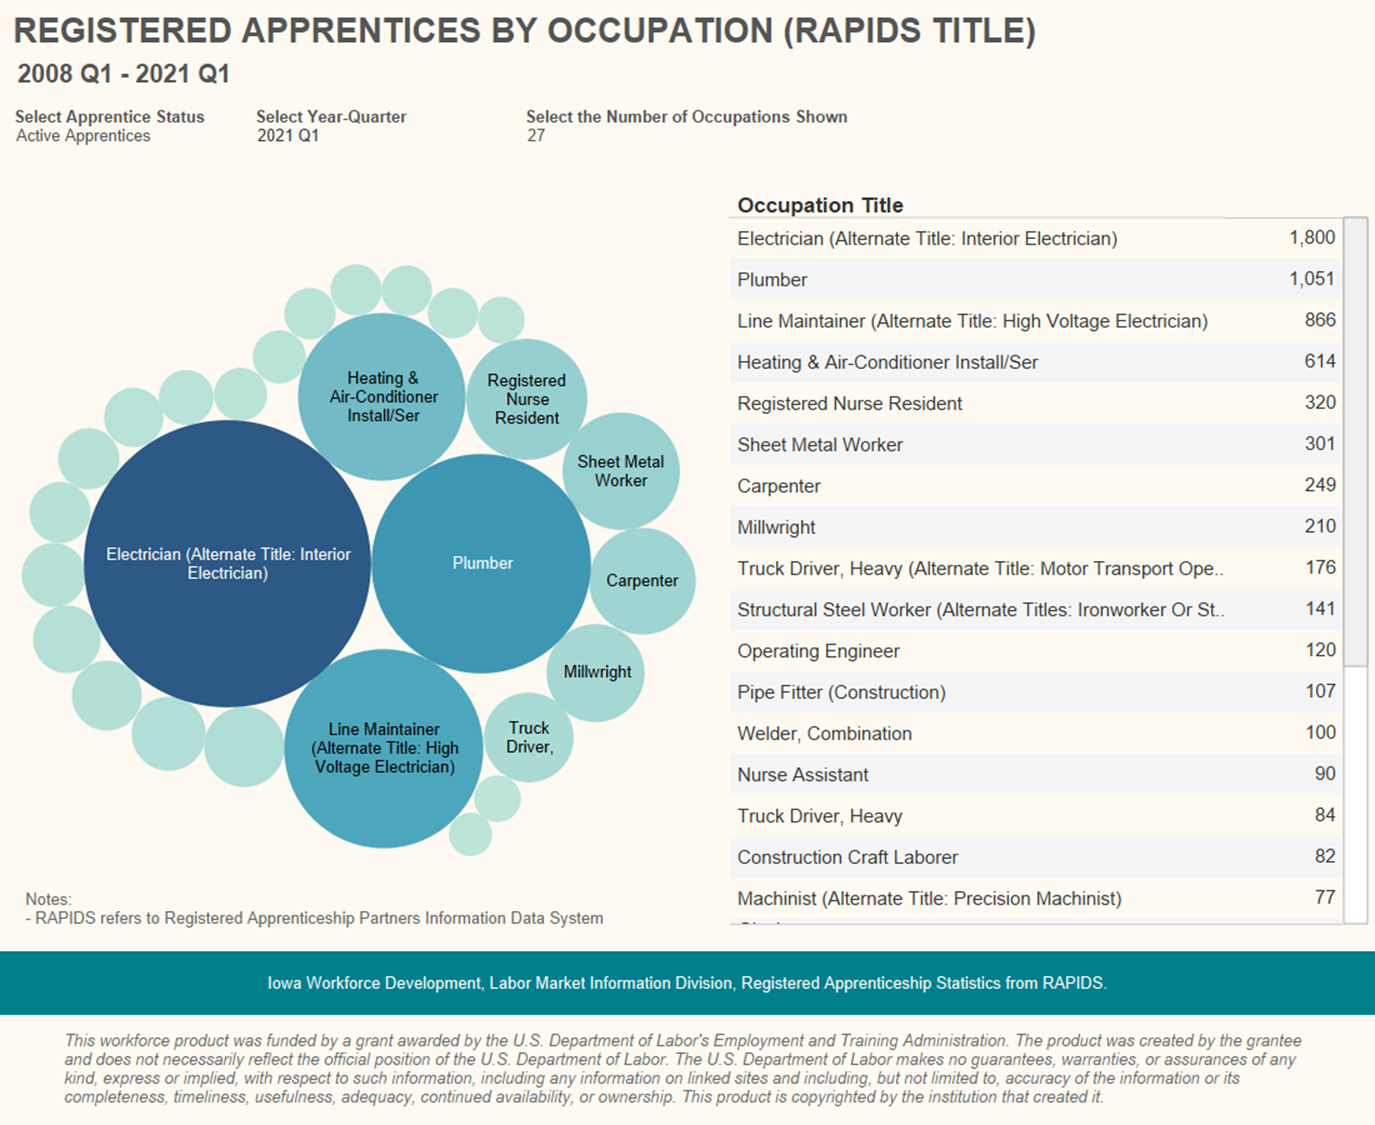 REGISTERED APPRENTICES BY OCCUPATION (RAPIDS TITLE)
2008 Q1 - 2021 Q1
Select Apprentice Status
Active Apprentices
Select Year-Quarter
2021 Q1
Select the Number of Occupations Shown
27
Heating &
Air-Conditioner
Install/Ser
Registered
Nurse
Resident
Sheet Metal
Worker
Electrician (Alternate Title: Interior
Electrician)
Plumber
Carpenter
Millwright
Line Maintainer
(Alternate Title: High
Voltage Electrician)
Truck
Driver,
Notes:
- RAPIDS refers to Registered Apprenticeship Partners Information Data System
Occupation Title
Electrician (Alternate Title: Interior Electrician) 1,800
Plumber 1,051
Line Maintainer (Alternate Title: High Voltage Electrician) 866
Heating & Air-Conditioner Install/Ser 614
Registered Nurse Resident 320
Sheet Metal Worker 301
Carpenter 249
Millwright 210
Truck Driver, Heavy (Alternate Title: Motor Transport Ope.. 176
Structural Steel Worker (Alternate Titles: Ironworker Or St.. 141
Operating Engineer 120
Pipe Fitter (Construction) 107
Welder, Combination 100
Nurse Assistant 90
Truck Driver, Heavy 84
Construction Craft Laborer 82
Machinist (Alternate Title: Precision Machinist) 77
Iowa Workforce Development, Labor Market Information Division, Registered Apprenticeship Statistics from RAPIDS.
This workforce product was funded by a grant awarded by the U.S. Department of Labor's Employment and Training Administration. The product was created by the grantee
and does not necessarily reflect the official position of the U.S. Department of Labor. The U.S. Department of Labor makes no guarantees, warranties, or assurances of any
kind, express or implied, with respect to such information, including any information on linked sites and including, but not limited to, accuracy of the information or its
completeness, timeliness, usefulness, adequacy, continued availability, or ownership. This product is copyrighted by the institution that created it.